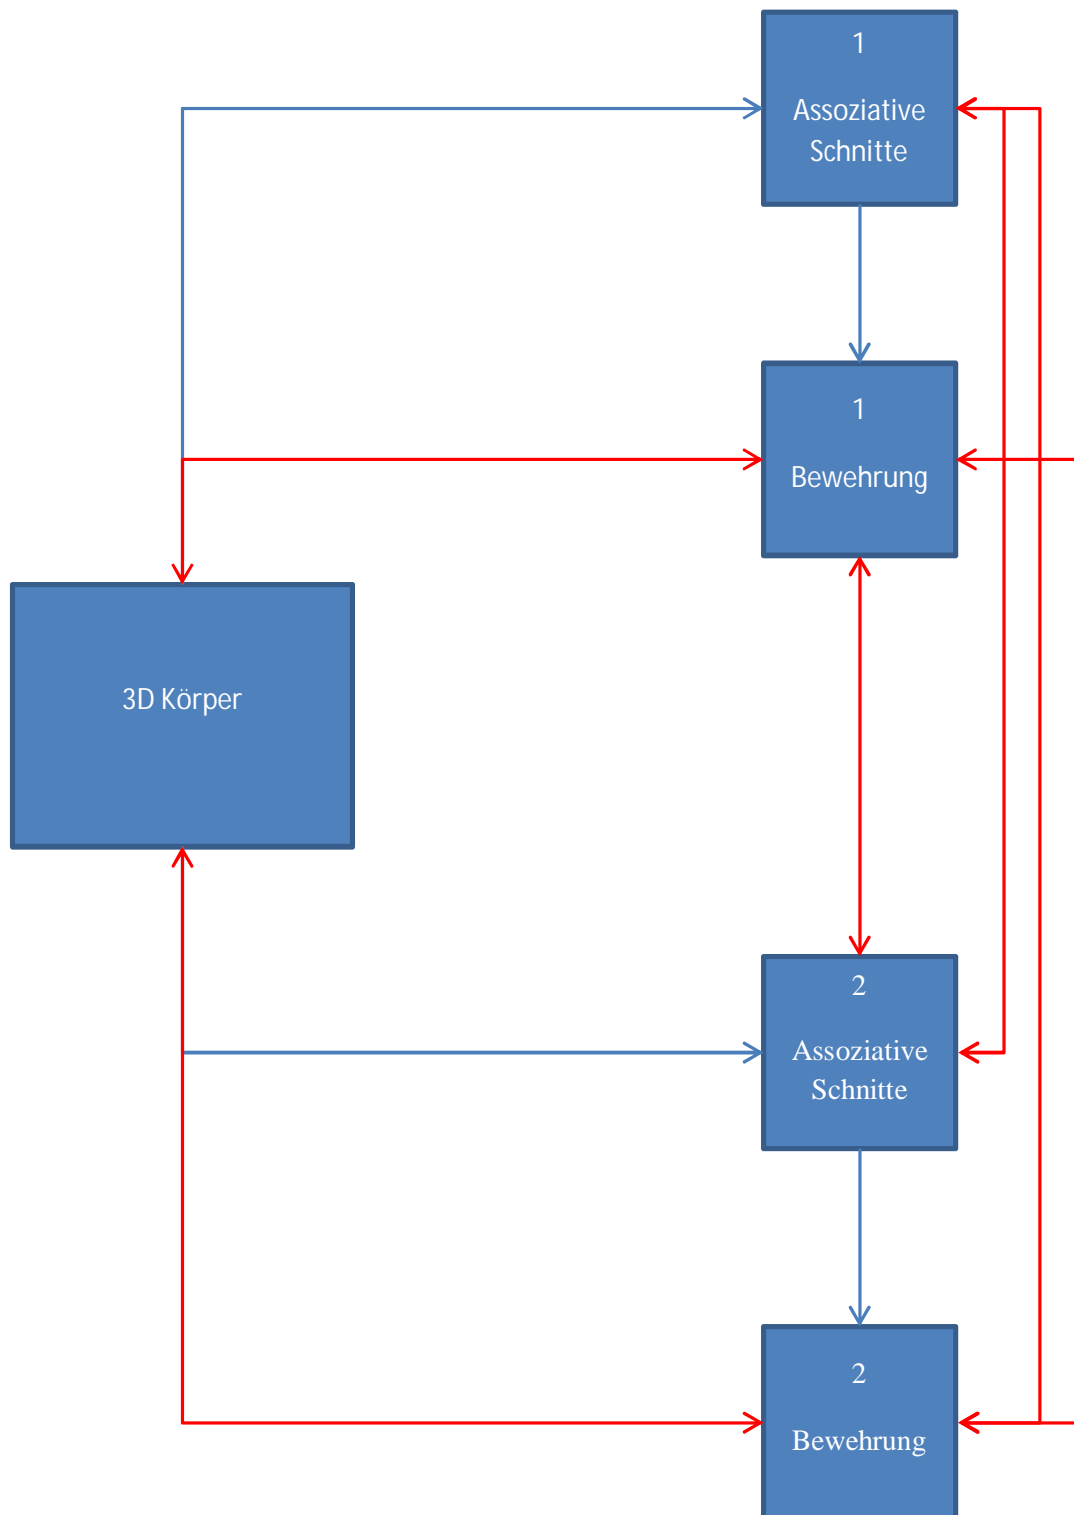 1
Assoziative
Schnitte
1
Bewehrung
3D Körper
2
Assoziative
Schnitte
2
Bewehrung